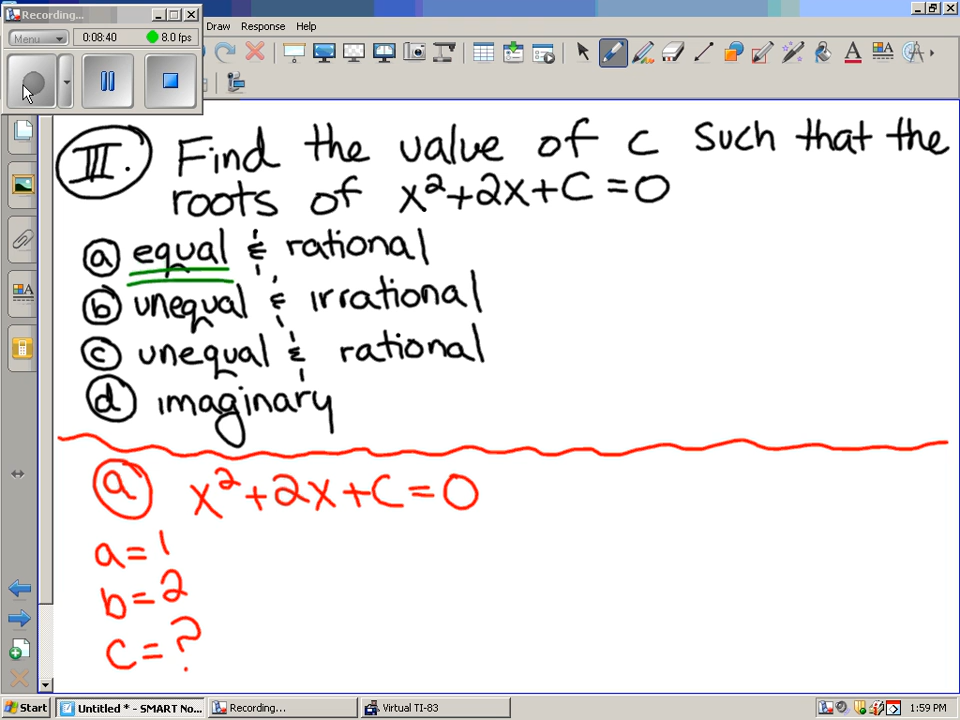 Recording...
Menu
0:08:40
8.0 fps
Draw Response Help
III. Find the value of c such that the
roots of x²+2x+C=0
a equal & rational
b unequal & irrational
c unequal & rational
d imaginary
a x²+2x+C=0
a=1
b=2
c=?
Start
Untitled * - SMART No...
Recording...
Virtual TI-83
1:59 PM